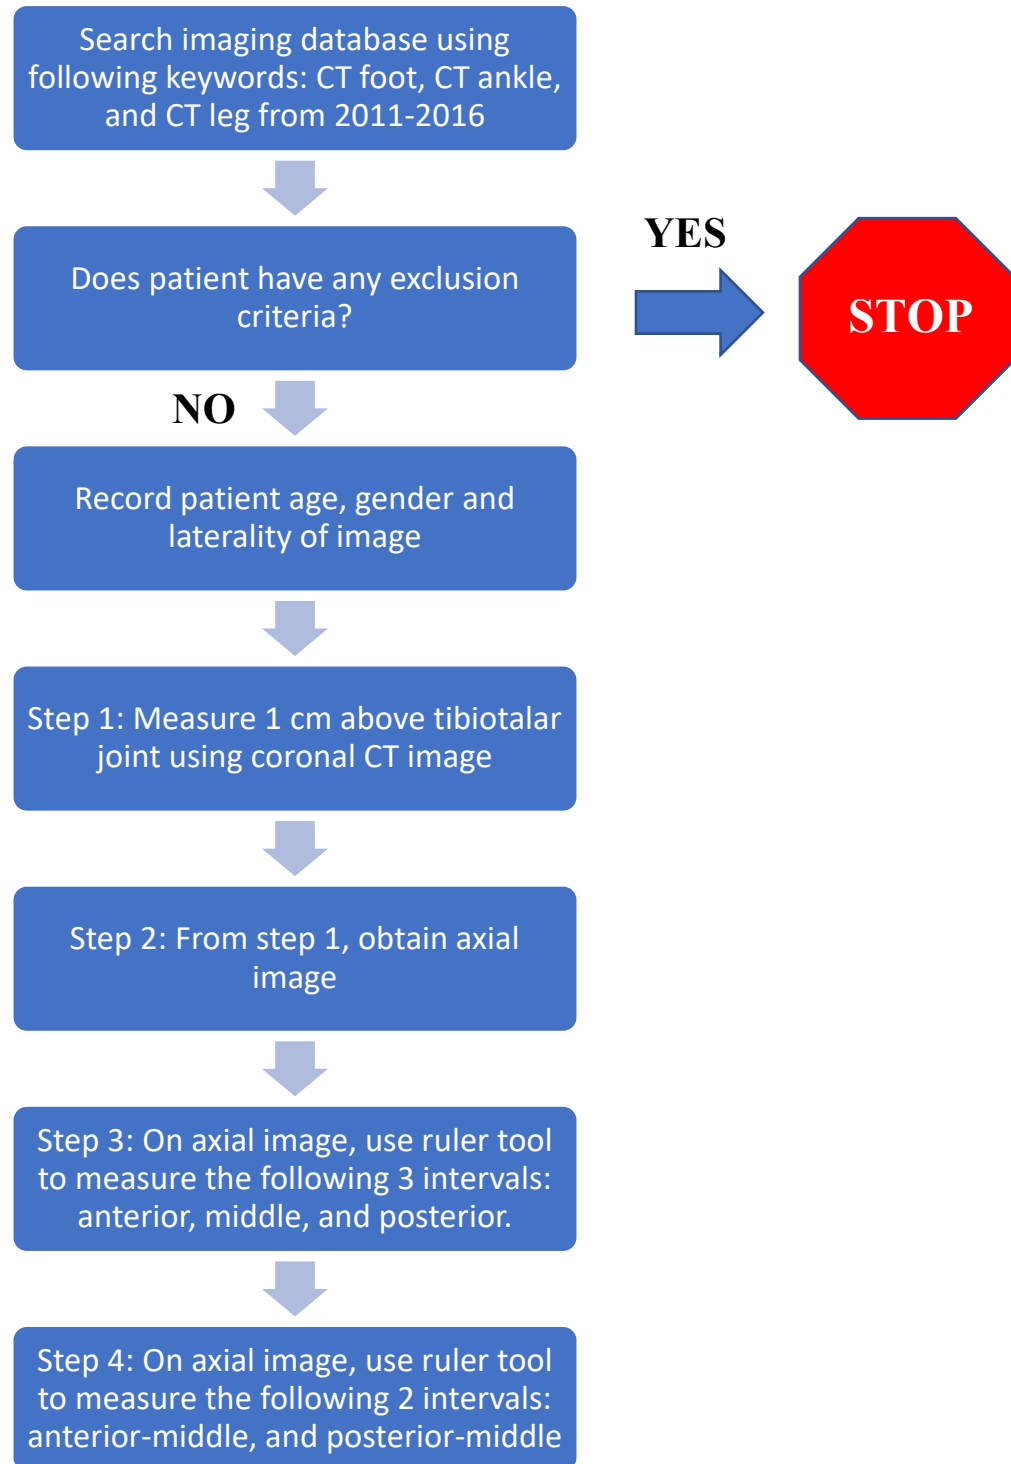 Search imaging database using
following keywords: CT foot, CT ankle,
and CT leg from 2011-2016
Does patient have any exclusion
criteria?
YES
STOP
NO
Record patient age, gender and
laterality of image
Step 1: Measure 1 cm above tibiotalar
joint using coronal CT image
Step 2: From step 1, obtain axial
image
Step 3: On axial image, use ruler tool
to measure the following 3 intervals:
anterior, middle, and posterior.
Step 4: On axial image, use ruler tool
to measure the following 2 intervals:
anterior-middle, and posterior-middle